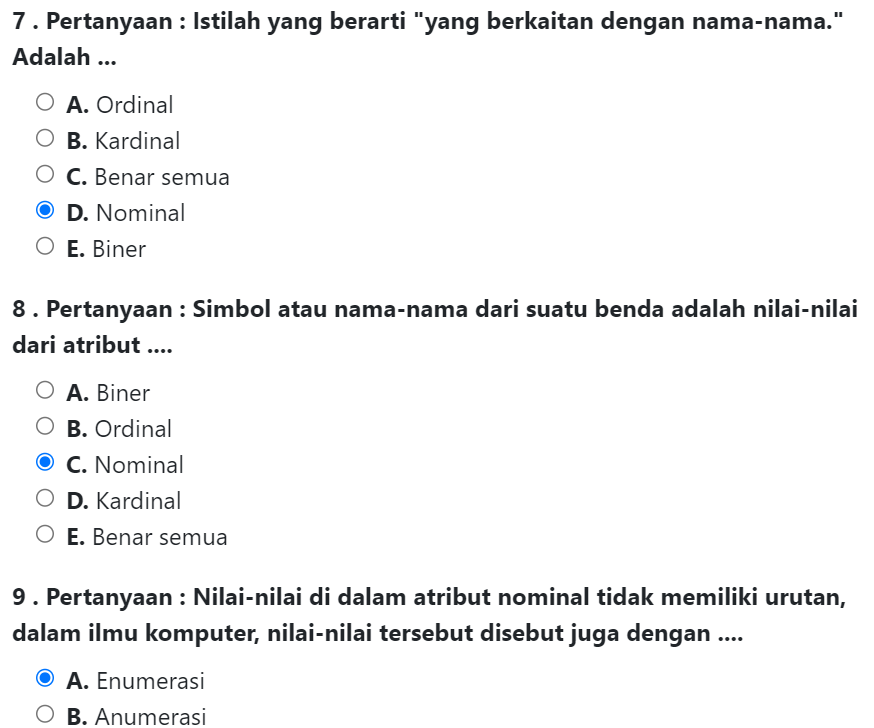 7 . Pertanyaan : Istilah yang berarti "yang berkaitan dengan nama-nama."
Adalah ...
A. Ordinal
B. Kardinal
C. Benar semua
D. Nominal
E. Biner
8 . Pertanyaan : Simbol atau nama-nama dari suatu benda adalah nilai-nilai
dari atribut ....
A. Biner
B. Ordinal
C. Nominal
D. Kardinal
E. Benar semua
9 . Pertanyaan : Nilai-nilai di dalam atribut nominal tidak memiliki urutan,
dalam ilmu komputer, nilai-nilai tersebut disebut juga dengan ....
A. Enumerasi
B. Anumerasi